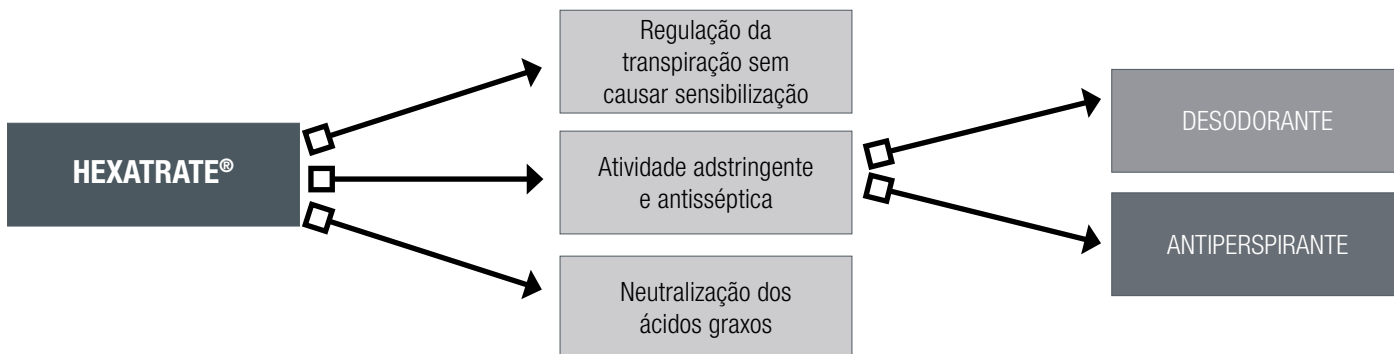 HEXATRATE®
Regulação da
transpiração sem
causar sensibilização
Atividade adstringente
e antisséptica
Neutralização dos
ácidos graxos
DESODORANTE
ANTIPERSPIRANTE